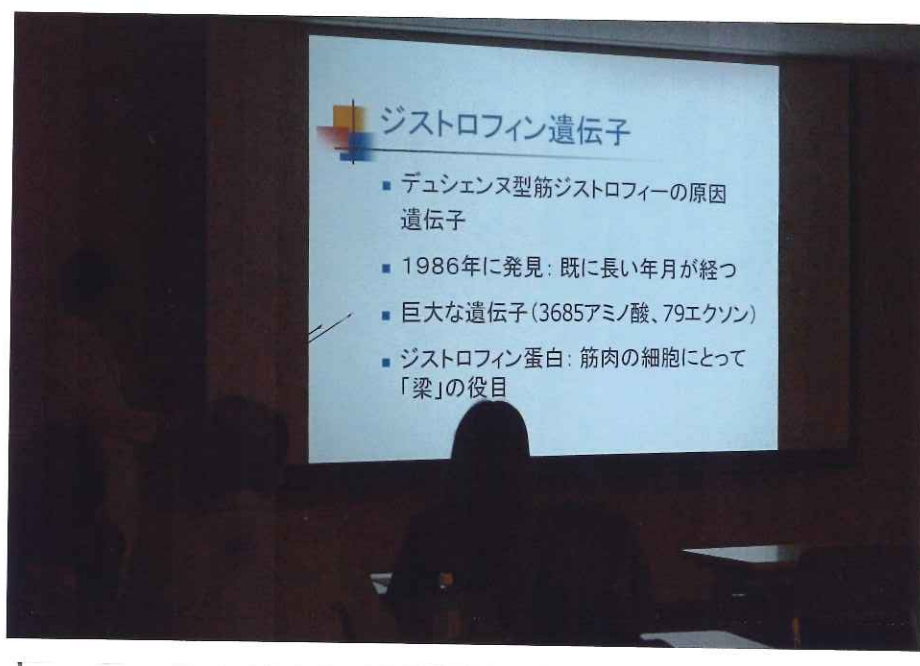 ジストロフィン遺伝子
■ デュシェンヌ型筋ジストロフィーの原因
遺伝子
■ 1986年に発見: 既に長い年月が経つ
■ 巨大な遺伝子(3685アミノ酸、79エクソン)
■ ジストロフィン蛋白: 筋肉の細胞にとって
「梁」の役目